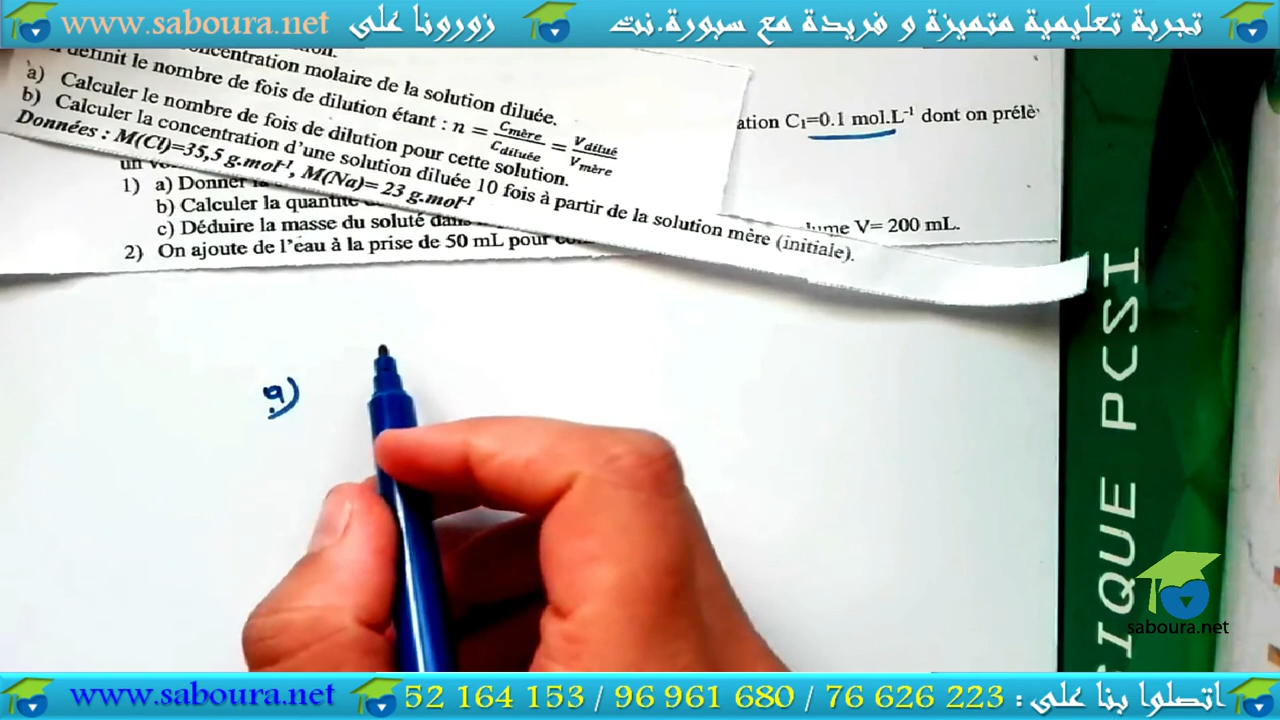 www.saboura.net زورونا على تجربة تعليمية متميزة و فريدة مع سبورة.نت
concentration molaire de la solution diluée.
définit le nombre de fois de dilution étant : n = Cmère/Cdiluée = Vdilué/Vmère
a) Calculer le nombre de fois de dilution pour cette solution.
b) Calculer la concentration d'une solution diluée 10 fois à partir de la solution mère (initiale).
Données : M(Cl)=35,5 g.mol-1, M(Na)= 23 g.mol-1
C1=0.1 mol.L-1 dont on
un
1) a) Donner
b) Calculer la quantité
c) Déduire la masse du soluté dans
V= 200 mL.
2) On ajoute de l'eau à la prise de 50 mL pour
a)
IQUE PCSI
saboura.net
www.saboura.net 52 164 153 / 96 961 680 / 76 626 223 : اتصلوا بنا على